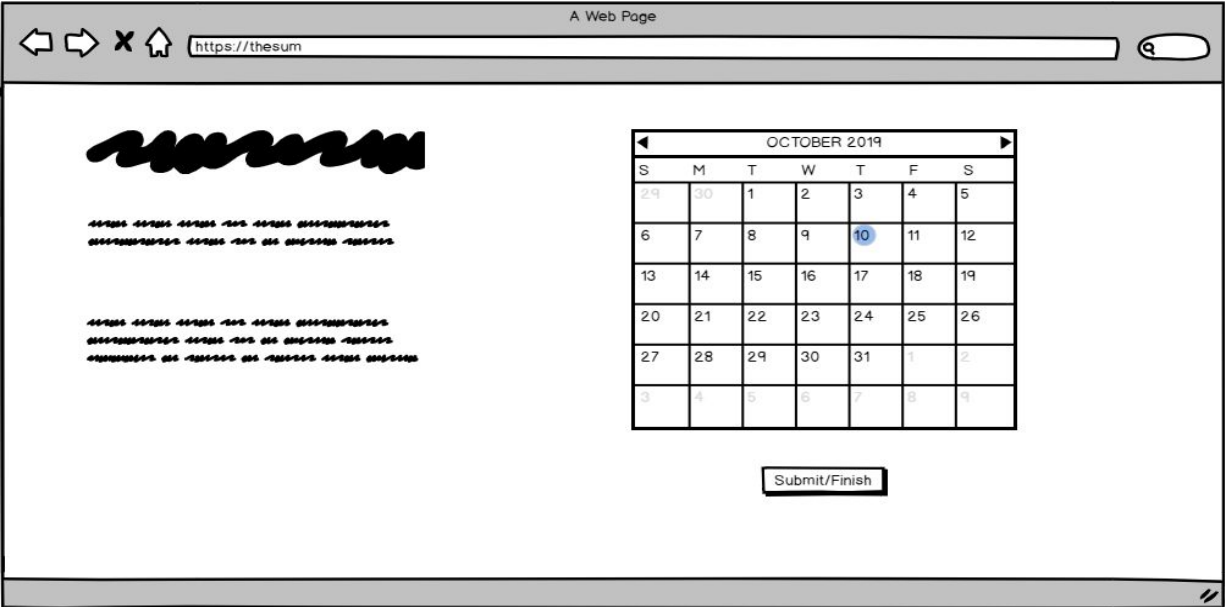 A Web Page
https://thesum
OCTOBER 2019
S M T W T F S
29 30 1 2 3 4 5
6 7 8 9 10 11 12
13 14 15 16 17 18 19
20 21 22 23 24 25 26
27 28 29 30 31 1 2
3 4 5 6 7 8 9
Submit/Finish